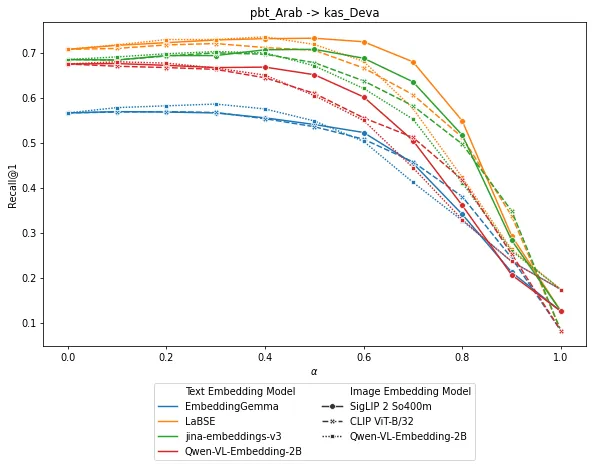 pbt_Arab -> kas_Deva
Recall@1
0.7
0.6
0.5
0.4
0.3
0.2
0.1
0.0 0.2 0.4 0.6 0.8 1.0
α
Text Embedding Model
EmbeddingGemma
LaBSE
jina-embeddings-v3
Qwen-VL-Embedding-2B
Image Embedding Model
SigLIP 2 So400m
CLIP ViT-B/32
Qwen-VL-Embedding-2B